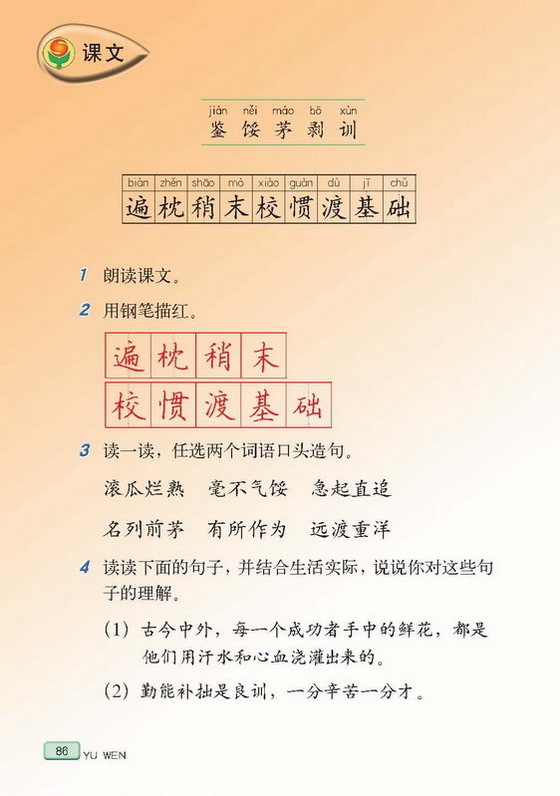 课文
jiàn něi máo bō xùn
鉴 馁 茅 剥 训
biàn zhěn shāo mò xiào guàn dù jī chǔ
遍 枕 稍 末 校 惯 渡 基 础
1 朗读课文。
2 用钢笔描红。
遍 枕 稍 末
校 惯 渡 基 础
3 读一读，任选两个词语口头造句。
滚瓜烂熟 毫不气馁 急起直追
名列前茅 有所作为 远渡重洋
4 读读下面的句子，并结合生活实际，说说你对这些句
子的理解。
（1）古今中外，每一个成功者手中的鲜花，都是
他们用汗水和心血浇灌出来的。
（2）勤能补拙是良训，一分辛苦一分才。
86 YU WEN